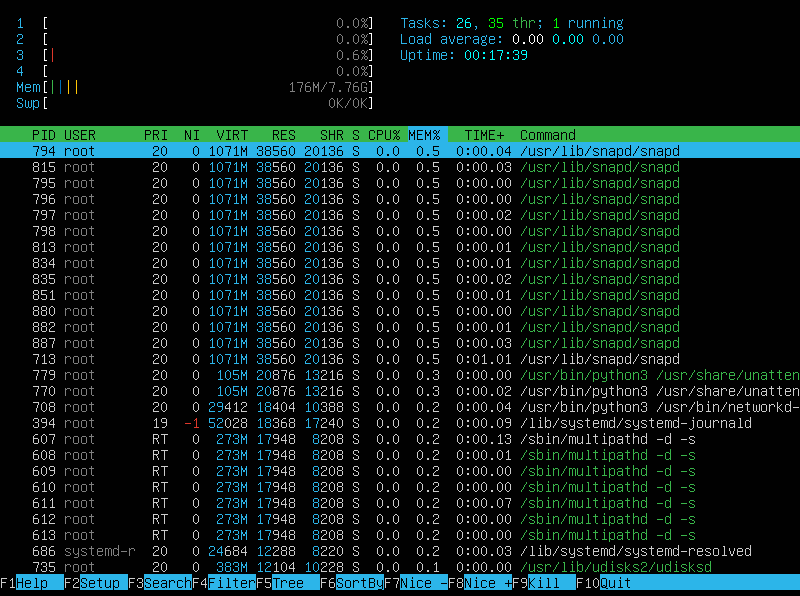 1 [ 0.0%] Tasks: 26, 35 thr; 1 running
2 [ 0.0%] Load average: 0.00 0.00 0.00
3 [| 0.6%] Uptime: 00:17:39
4 [ 0.0%]
Mem[|||| 176M/7.76G]
Swp[ 0K/0K]
PID USER PRI NI VIRT RES SHR S CPU% MEM% TIME+ Command
794 root 20 0 1071M 38560 20136 S 0.0 0.5 0:00.04 /usr/lib/snapd/snapd
815 root 20 0 1071M 38560 20136 S 0.0 0.5 0:00.03 /usr/lib/snapd/snapd
795 root 20 0 1071M 38560 20136 S 0.0 0.5 0:00.00 /usr/lib/snapd/snapd
796 root 20 0 1071M 38560 20136 S 0.0 0.5 0:00.00 /usr/lib/snapd/snapd
797 root 20 0 1071M 38560 20136 S 0.0 0.5 0:00.02 /usr/lib/snapd/snapd
798 root 20 0 1071M 38560 20136 S 0.0 0.5 0:00.00 /usr/lib/snapd/snapd
813 root 20 0 1071M 38560 20136 S 0.0 0.5 0:00.01 /usr/lib/snapd/snapd
834 root 20 0 1071M 38560 20136 S 0.0 0.5 0:00.01 /usr/lib/snapd/snapd
835 root 20 0 1071M 38560 20136 S 0.0 0.5 0:00.02 /usr/lib/snapd/snapd
851 root 20 0 1071M 38560 20136 S 0.0 0.5 0:00.01 /usr/lib/snapd/snapd
880 root 20 0 1071M 38560 20136 S 0.0 0.5 0:00.00 /usr/lib/snapd/snapd
882 root 20 0 1071M 38560 20136 S 0.0 0.5 0:00.01 /usr/lib/snapd/snapd
887 root 20 0 1071M 38560 20136 S 0.0 0.5 0:00.03 /usr/lib/snapd/snapd
713 root 20 0 1071M 38560 20136 S 0.0 0.5 0:01.01 /usr/lib/snapd/snapd
779 root 20 0 105M 20876 13216 S 0.0 0.3 0:00.00 /usr/bin/python3 /usr/share/unatten
770 root 20 0 105M 20876 13216 S 0.0 0.3 0:00.02 /usr/bin/python3 /usr/share/unatten
708 root 20 0 29412 18404 10388 S 0.0 0.2 0:00.04 /usr/bin/python3 /usr/bin/networkd-
394 root 19 -1 52028 18368 17240 S 0.0 0.2 0:00.09 /lib/systemd/systemd-journald
607 root RT 0 273M 17948 8208 S 0.0 0.2 0:00.13 /sbin/multipathd -d -s
608 root RT 0 273M 17948 8208 S 0.0 0.2 0:00.01 /sbin/multipathd -d -s
609 root RT 0 273M 17948 8208 S 0.0 0.2 0:00.00 /sbin/multipathd -d -s
610 root RT 0 273M 17948 8208 S 0.0 0.2 0:00.00 /sbin/multipathd -d -s
611 root RT 0 273M 17948 8208 S 0.0 0.2 0:00.07 /sbin/multipathd -d -s
612 root RT 0 273M 17948 8208 S 0.0 0.2 0:00.00 /sbin/multipathd -d -s
613 root RT 0 273M 17948 8208 S 0.0 0.2 0:00.00 /sbin/multipathd -d -s
686 systemd-r 20 0 24684 12288 8220 S 0.0 0.2 0:00.03 /lib/systemd/systemd-resolved
735 root 20 0 383M 12104 10228 S 0.0 0.1 0:00.00 /usr/lib/udisks2/udisksd
F1Help F2Setup F3SearchF4FilterF5Tree F6SortByF7Nice -F8Nice +F9Kill F10Quit